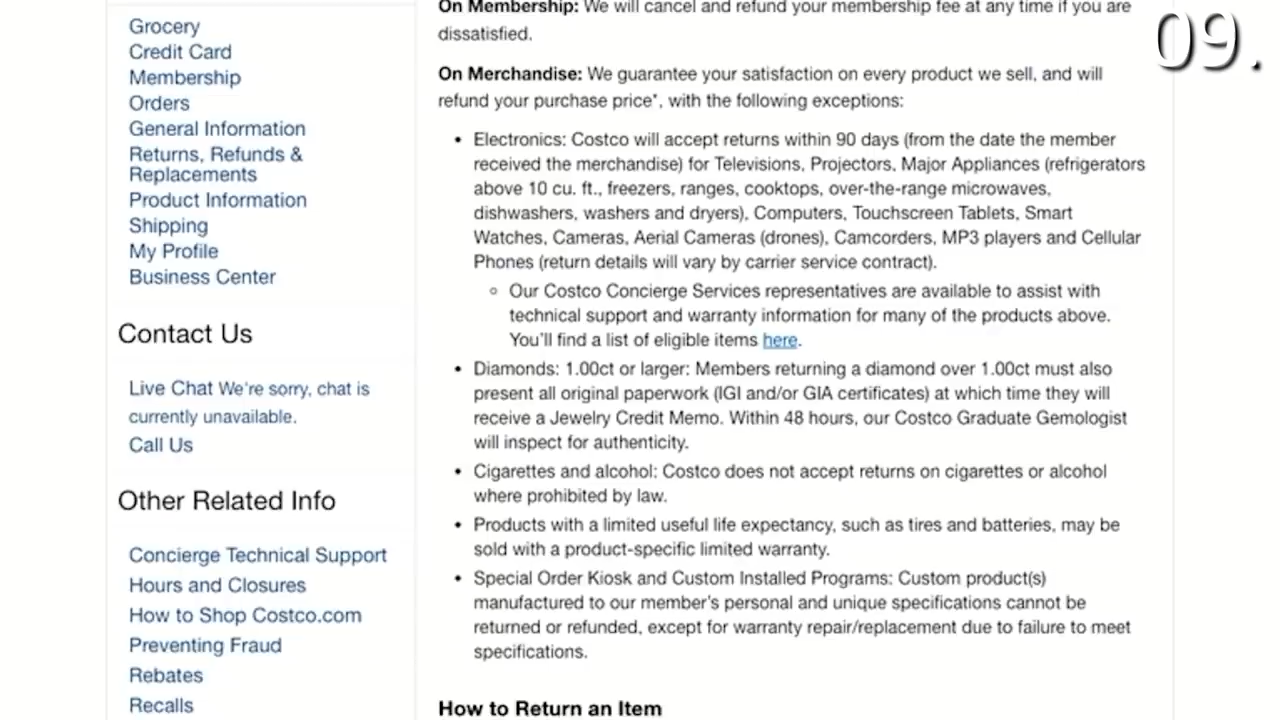 Grocery
Credit Card
Membership
Orders
General Information
Returns, Refunds &
Replacements
Product Information
Shipping
My Profile
Business Center
Contact Us
Live Chat We're sorry, chat is
currently unavailable.
Call Us
Other Related Info
Concierge Technical Support
Hours and Closures
How to Shop Costco.com
Preventing Fraud
Rebates
Recalls
On Membership: We will cancel and refund your membership fee at any time if you are
dissatisfied.
On Merchandise: We guarantee your satisfaction on every product we sell, and will
refund your purchase price*, with the following exceptions:
• Electronics: Costco will accept returns within 90 days (from the date the member
received the merchandise) for Televisions, Projectors, Major Appliances (refrigerators
above 10 cu. ft., freezers, ranges, cooktops, over-the-range microwaves,
dishwashers, washers and dryers), Computers, Touchscreen Tablets, Smart
Watches, Cameras, Aerial Cameras (drones), Camcorders, MP3 players and Cellular
Phones (return details will vary by carrier service contract).
◦ Our Costco Concierge Services representatives are available to assist with
technical support and warranty information for many of the products above.
You'll find a list of eligible items here.
• Diamonds: 1.00ct or larger: Members returning a diamond over 1.00ct must also
present all original paperwork (IGI and/or GIA certificates) at which time they will
receive a Jewelry Credit Memo. Within 48 hours, our Costco Graduate Gemologist
will inspect for authenticity.
• Cigarettes and alcohol: Costco does not accept returns on cigarettes or alcohol
where prohibited by law.
• Products with a limited useful life expectancy, such as tires and batteries, may be
sold with a product-specific limited warranty.
• Special Order Kiosk and Custom Installed Programs: Custom product(s)
manufactured to our member's personal and unique specifications cannot be
returned or refunded, except for warranty repair/replacement due to failure to meet
specifications.
How to Return an Item
09.